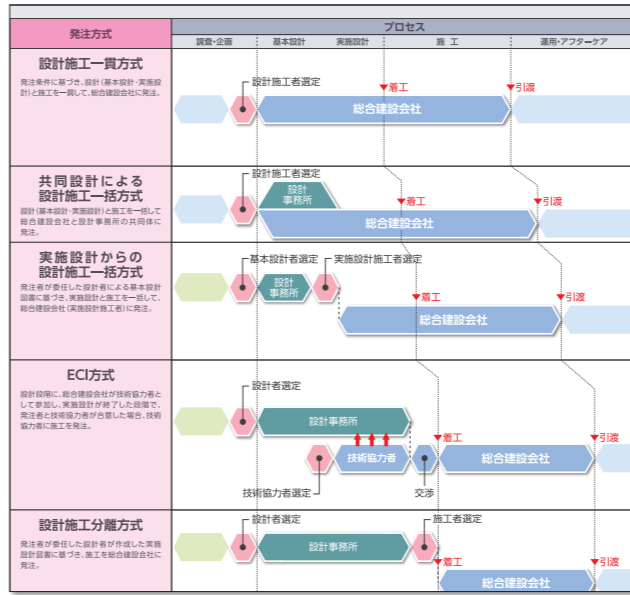 発注方式
プロセス
調査・企画
基本設計
実施設計
施 工
運用・アフターケア
設計施工一貫方式
発注条件に基づき、設計(基本設計・実施設
計)と施工を一貫して、総合建設会社に発注。
設計施工者選定
着工
引渡
総合建設会社
共同設計による
設計施工一括方式
設計(基本設計・実施設計)と施工を一括して
総合建設会社と設計事務所の共同体に
発注。
設計施工者選定
設計
事務所
着工
引渡
総合建設会社
実施設計からの
設計施工一括方式
発注者が委任した設計者による基本設計
図書に基づき、実施設計と施工を一括して、
総合建設会社(実施設計施工者)に発注。
基本設計者選定
実施設計施工者選定
設計
事務所
着工
引渡
総合建設会社
ECI方式
設計段階に、総合建設会社が技術協力者と
して参加し、実施設計が終了した段階で、
発注者と技術協力者が合意した場合、技術
協力者に施工を発注。
設計者選定
設計事務所
着工
引渡
技術協力者
総合建設会社
技術協力者選定
交渉
設計施工分離方式
発注者が委任した設計者が作成した実施
設計図書に基づき、施工を総合建設会社に
発注。
設計者選定
施工者選定
設計事務所
着工
引渡
総合建設会社